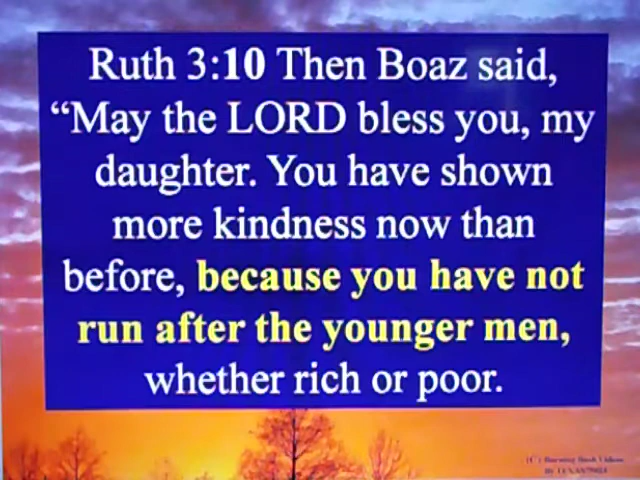 Ruth 3:10 Then Boaz said,
“May the LORD bless you, my
daughter. You have shown
more kindness now than
before, because you have not
run after the younger men,
whether rich or poor.